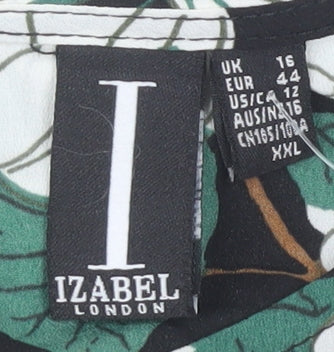 I
IZABEL
LONDON
UK 16
EUR 44
US/CA 12
AUS/NZ 16
CN165/100A
XXL